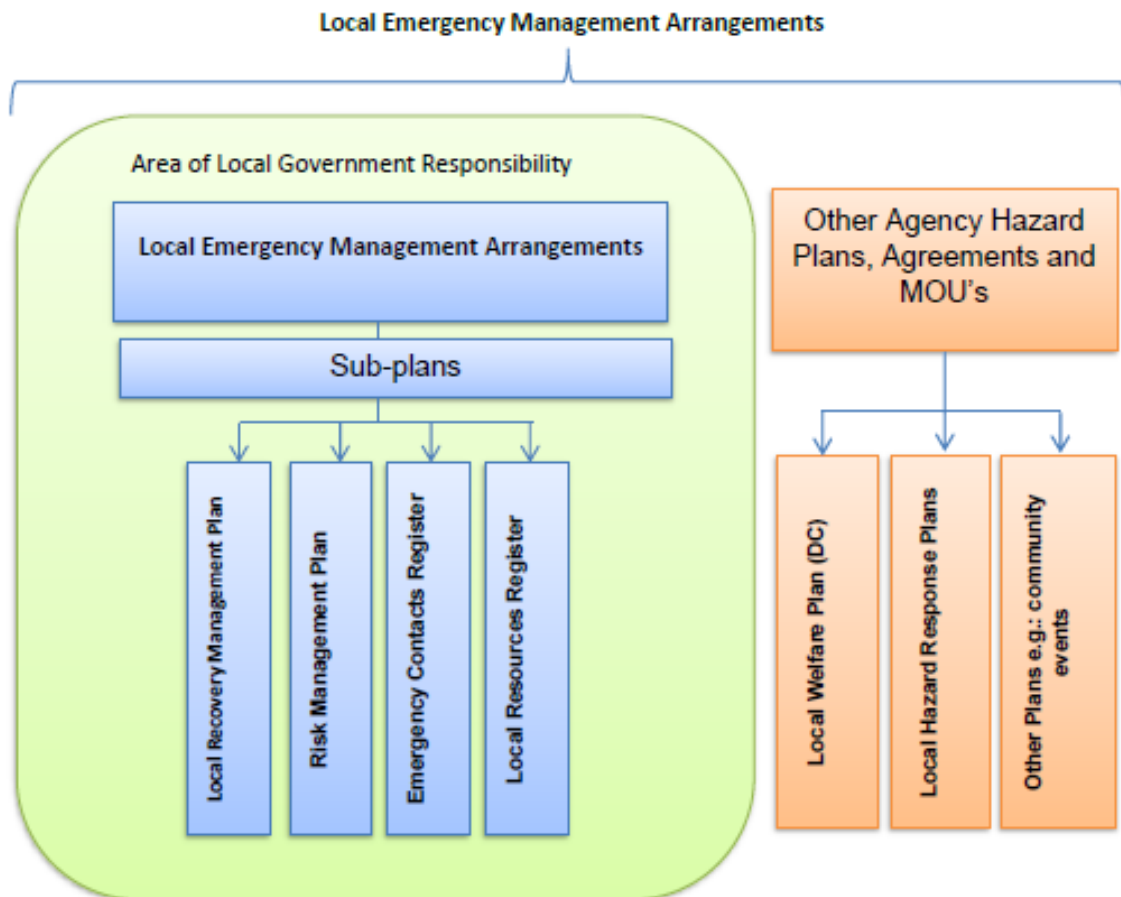 Local Emergency Management Arrangements
Area of Local Government Responsibility
Local Emergency Management Arrangements
Sub-plans
Local Recovery Management Plan
Risk Management Plan
Emergency Contacts Register
Local Resources Register
Other Agency Hazard
Plans, Agreements and
MOU's
Local Welfare Plan (DC)
Local Hazard Response Plans
Other Plans e.g.: community
events